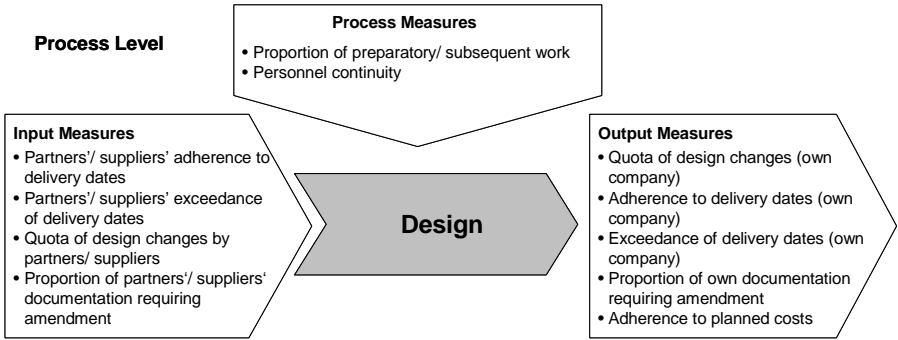 Process Level
Process Measures
• Proportion of preparatory/ subsequent work
• Personnel continuity
Input Measures
• Partners'/ suppliers' adherence to
delivery dates
• Partners'/ suppliers' exceedance
of delivery dates
• Quota of design changes by
partners/ suppliers
• Proportion of partners‘/ suppliers‘
documentation requiring
amendment
Design
Output Measures
• Quota of design changes (own
company)
• Adherence to delivery dates (own
company)
• Exceedance of delivery dates (own
company)
• Proportion of own documentation
requiring amendment
• Adherence to planned costs